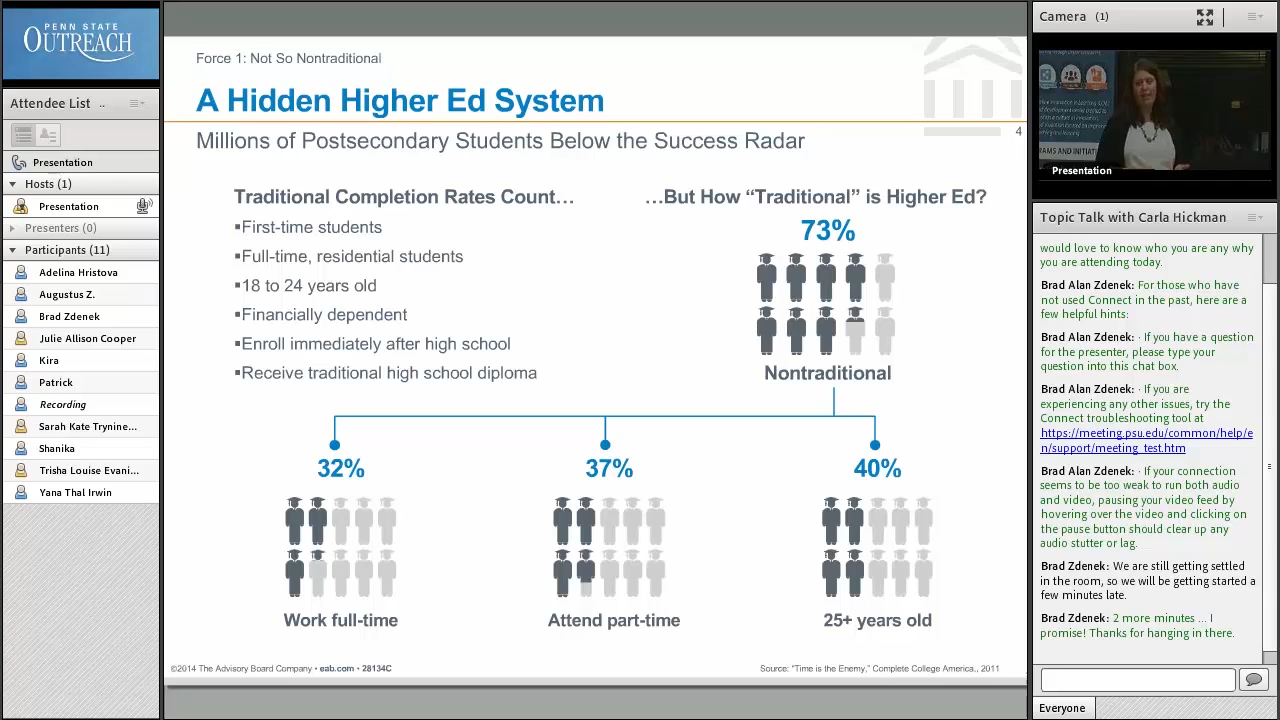 PENN STATE
OUTREACH
Attendee List ..
Presentation
Hosts (1)
Presentation
Presenters (0)
Participants (11)
Adelina Hristova
Augustus Z.
Brad Zdenek
Julie Allison Cooper
Kira
Patrick
Recording
Sarah Kate Trynine...
Shanika
Trisha Louise Evani...
Yana Thal Irwin
Force 1: Not So Nontraditional
A Hidden Higher Ed System
4
Millions of Postsecondary Students Below the Success Radar
Traditional Completion Rates Count…
▪First-time students
▪Full-time, residential students
▪18 to 24 years old
▪Financially dependent
▪Enroll immediately after high school
▪Receive traditional high school diploma
…But How “Traditional” is Higher Ed?
73%
Nontraditional
32%
37%
40%
Work full-time
Attend part-time
25+ years old
©2014 The Advisory Board Company • eab.com • 28134C
Source: "Time is the Enemy," Complete College America., 2011
Camera (1)
RAMS AND INITIATI
Presentation
Topic Talk with Carla Hickman
would love to know who you are any why
you are attending today.
Brad Alan Zdenek: For those who have
not used Connect in the past, here are a
few helpful hints:
Brad Alan Zdenek: · If you have a question
for the presenter, please type your
question into this chat box.
Brad Alan Zdenek: · If you are
experiencing any other issues, try the
Connect troubleshooting tool at
https://meeting.psu.edu/common/help/e
n/support/meeting_test.htm
Brad Alan Zdenek: · If your connection
seems to be too weak to run both audio
and video, pausing your video feed by
hovering over the video and clicking on
the pause button should clear up any
audio stutter or lag.
Brad Zdenek: We are still getting settled
in the room, so we will be getting started a
few minutes late.
Brad Zdenek: 2 more minutes ... I
promise! Thanks for hanging in there.
Everyone